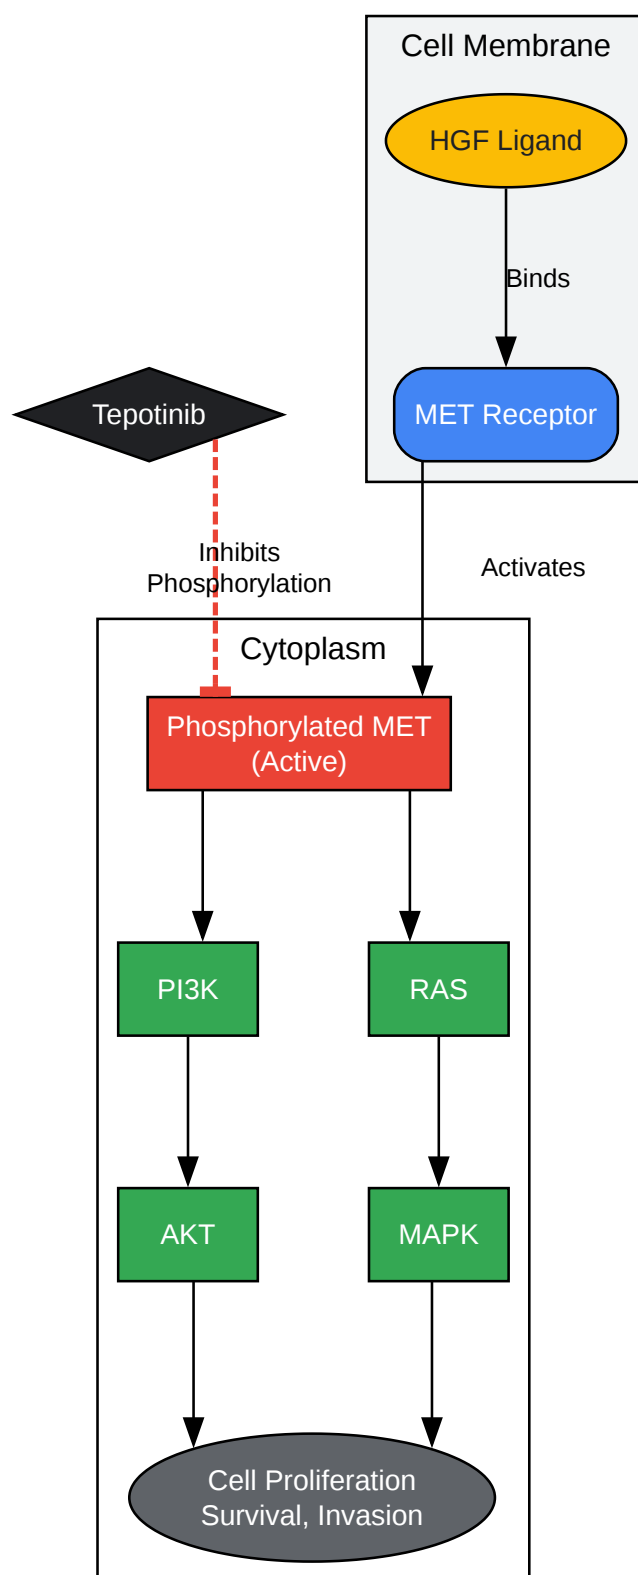 Cell Membrane
HGF Ligand
Binds
Tepotinib
MET Receptor
Inhibits
Phosphorylation
Activates
Cytoplasm
Phosphorylated MET
(Active)
PI3K
RAS
AKT
MAPK
Cell Proliferation
Survival, Invasion